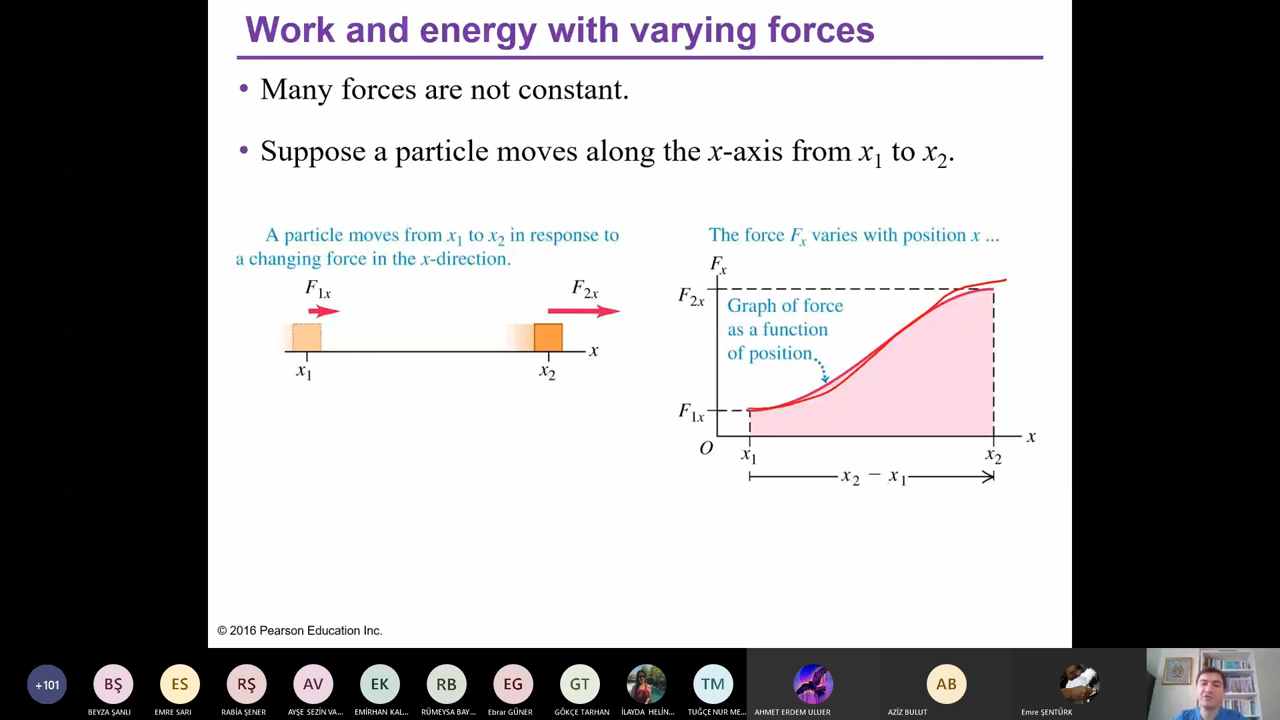 Work and energy with varying forces
• Many forces are not constant.
• Suppose a particle moves along the x-axis from x₁ to x₂.
A particle moves from x₁ to x₂ in response to
a changing force in the x-direction.
F₁ₓ
F₂ₓ
x
x₁
x₂
The force Fₓ varies with position x ...
Fₓ
F₂ₓ
Graph of force
as a function
of position
F₁ₓ
O
x₁
x₂
x
x₂ − x₁
© 2016 Pearson Education Inc.
+101
BŞ
ES
RŞ
AV
EK
RB
EG
GT
TM
AB
BEYZA ŞANLI
EMRE SARI
RABİA ŞENER
AYŞE SEZİN VA...
EMİRHAN KAL...
RÜMEYSA BAY...
Ebrar GÜNER
GÖKÇE TARHAN
İLAYDA HELİN...
TUĞÇE NUR ME...
AHMET ERDEM ULUER
AZİZ BULUT
Emre ŞENTÜRK